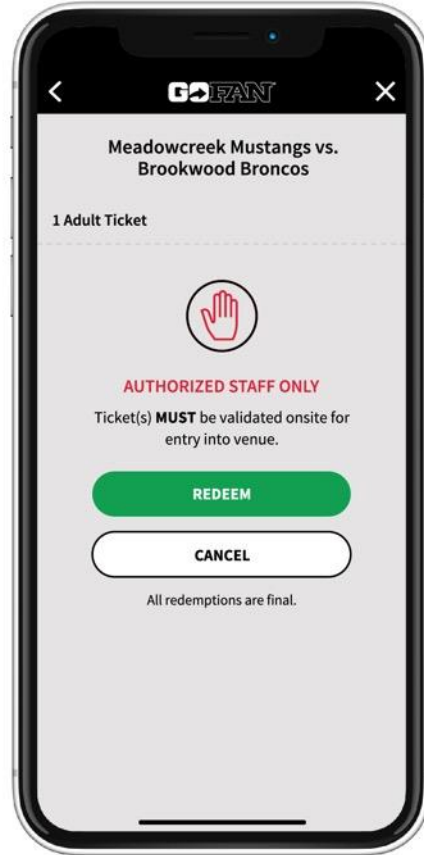 GOFAN
Meadowcreek Mustangs vs.
Brookwood Broncos
1 Adult Ticket
AUTHORIZED STAFF ONLY
Ticket(s) MUST be validated onsite for
entry into venue.
REDEEM
CANCEL
All redemptions are final.